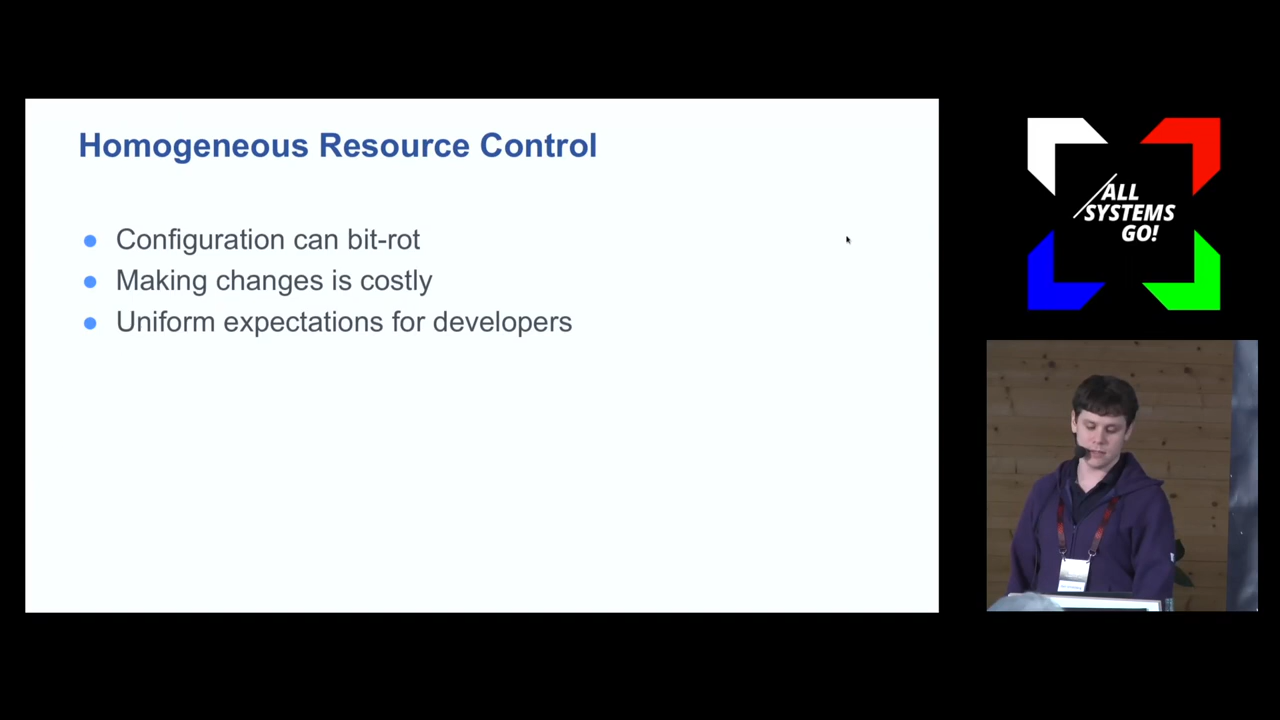 Homogeneous Resource Control
Configuration can bit-rot
Making changes is costly
Uniform expectations for developers
ALL
SYSTEMS
GO!